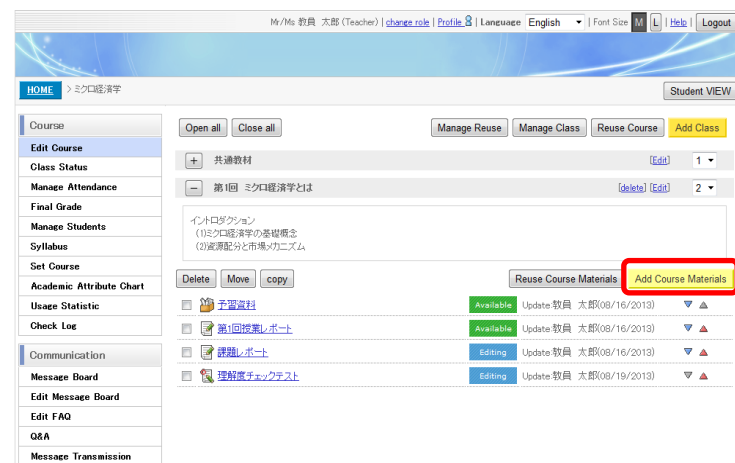 Mr/Ms 教員 太郎 (Teacher) | change role | Profile | Language English | Font Size M L | Help | Logout
HOME > ミクロ経済学 Student VIEW
Course
Edit Course
Class Status
Manage Attendance
Final Grade
Manage Students
Syllabus
Set Course
Academic Attribute Chart
Usage Statistic
Check Log
Communication
Message Board
Edit Message Board
Edit FAQ
Q&A
Message Transmission
Open all Close all Manage Reuse Manage Class Reuse Course Add Class
+ 共通教材 [Edit] 1
− 第1回 ミクロ経済学とは [delete] [Edit] 2
イントロダクション
(1)ミクロ経済学の基礎概念
(2)資源配分と市場メカニズム
Delete Move copy Reuse Course Materials Add Course Materials
予習資料 Available Update:教員 太郎(08/16/2013)
第1回授業レポート Available Update:教員 太郎(08/16/2013)
課題レポート Editing Update:教員 太郎(08/16/2013)
理解度チェックテスト Editing Update:教員 太郎(08/19/2013)